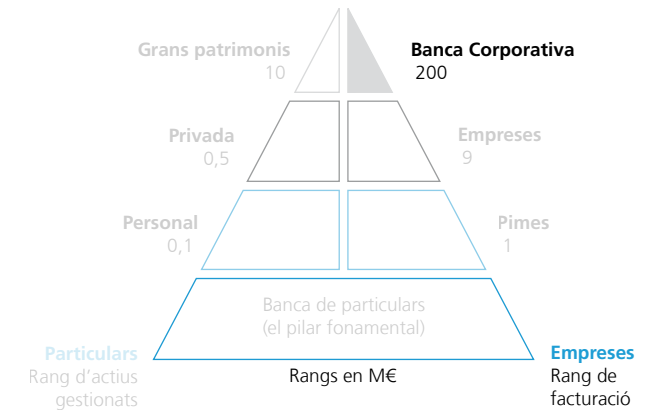 Grans patrimonis
10
Banca Corporativa
200
Privada
0,5
Empreses
9
Personal
0,1
Pimes
1
Banca de particulars
(el pilar fonamental)
Particulars
Rang d’actius
gestionats
Rangs en M€
Empreses
Rang de
facturació